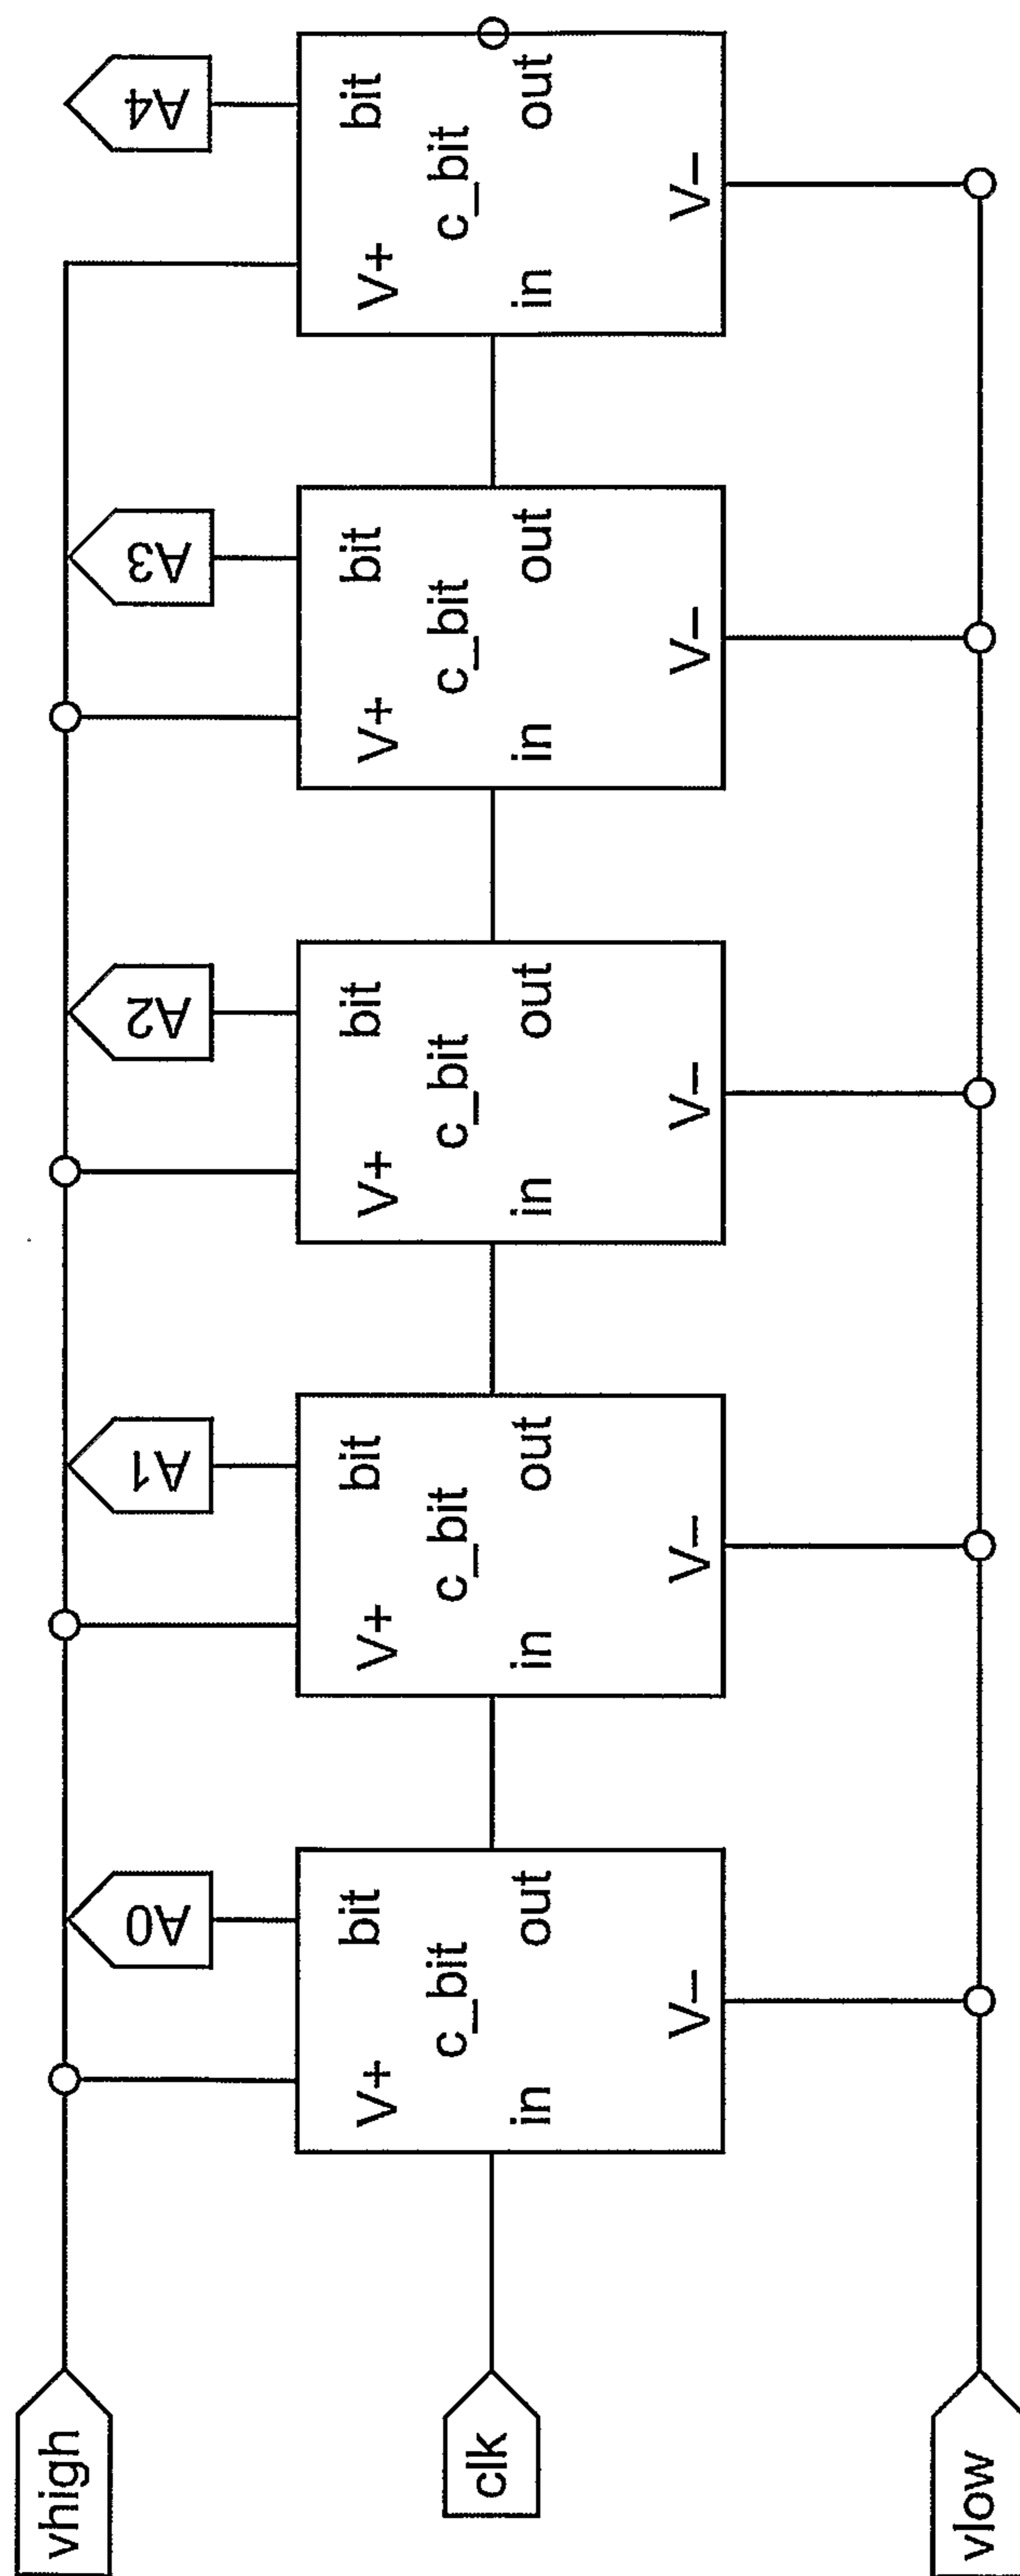 vhigh
clk
vlow
A0
V+
bit
c_bit
in
out
V–
A1
V+
bit
c_bit
in
out
V–
A2
V+
bit
c_bit
in
out
V–
A3
V+
bit
c_bit
in
out
V–
A4
V+
bit
c_bit
in
out
V–